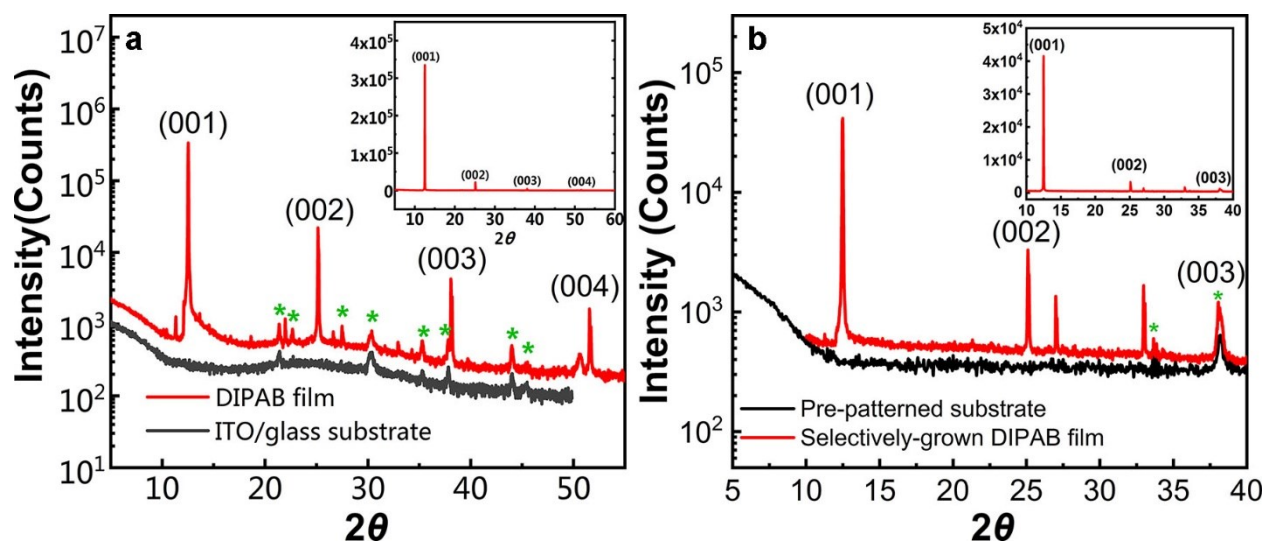 a
Intensity(Counts)
10⁷
10⁶
10⁵
10⁴
10³
10²
10¹
(001)
(002)
(003)
(004)
* * * * * * * *
DIPAB film
ITO/glass substrate
10 20 30 40 50
2θ
4x10⁵
3x10⁵
2x10⁵
1x10⁵
0
(001)
(002) (003) (004)
10 20 30 40 50 60
2θ
b
Intensity (Counts)
10⁵
10⁴
10³
10²
(001)
(002)
(003)
* *
Pre-patterned substrate
Selectively-grown DIPAB film
5 10 15 20 25 30 35 40
2θ
5x10⁴
4x10⁴
3x10⁴
2x10⁴
1x10⁴
0
(001)
(002)
(003)
10 15 20 25 30 35 40